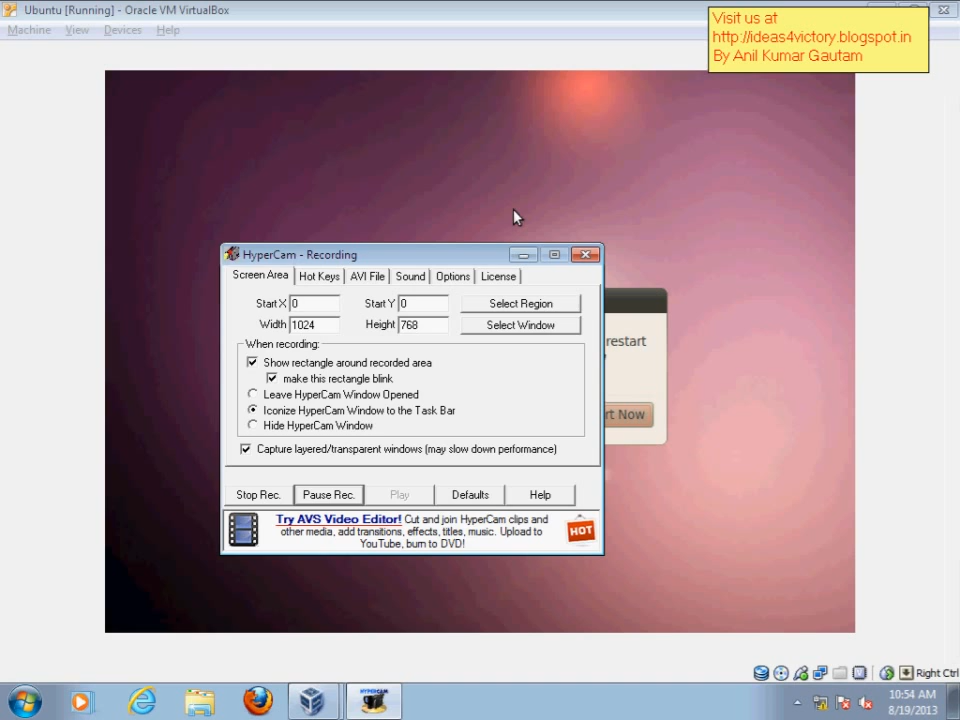 Ubuntu [Running] - Oracle VM VirtualBox
Machine View Devices Help
Visit us at
http://ideas4victory.blogspot.in
By Anil Kumar Gautam
HyperCam - Recording
Screen Area Hot Keys AVI File Sound Options License
Start X 0 Start Y 0 Select Region
Width 1024 Height 768 Select Window
When recording:
Show rectangle around recorded area
make this rectangle blink
Leave HyperCam Window Opened
Iconize HyperCam Window to the Task Bar
Hide HyperCam Window
Capture layered/transparent windows (may slow down performance)
restart
rt Now
Stop Rec. Pause Rec. Play Defaults Help
Try AVS Video Editor! Cut and join HyperCam clips and
other media, add transitions, effects, titles, music. Upload to
YouTube, burn to DVD!
HOT
Right Ctrl
HYPERCAM
10:54 AM
8/19/2013